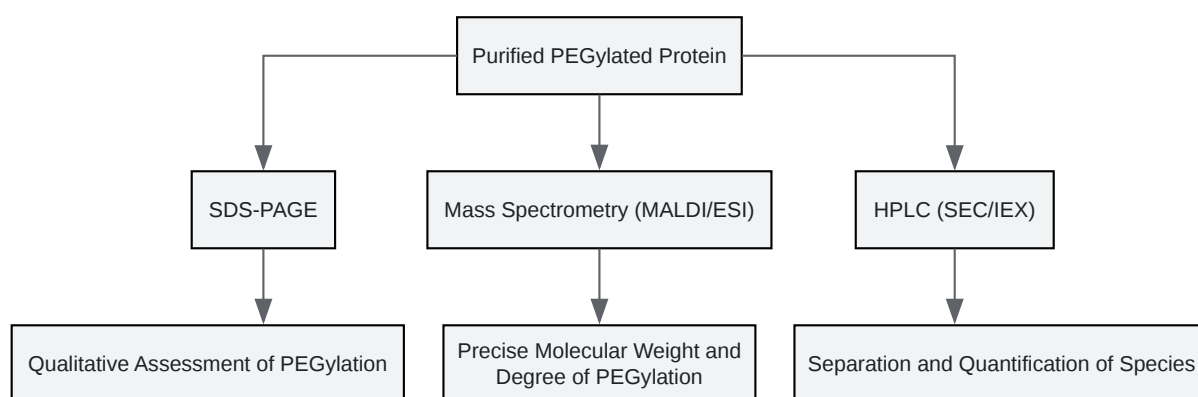 Purified PEGylated Protein
SDS-PAGE
Mass Spectrometry (MALDI/ESI)
HPLC (SEC/IEX)
Qualitative Assessment of PEGylation
Precise Molecular Weight and
Degree of PEGylation
Separation and Quantification of Species